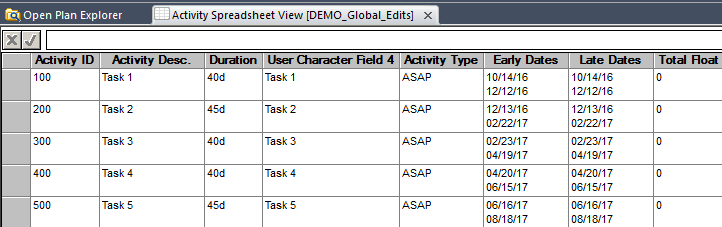 Open Plan Explorer Activity Spreadsheet View [DEMO_Global_Edits]
Activity ID Activity Desc. Duration User Character Field 4 Activity Type Early Dates Late Dates Total Float
100 Task 1 40d Task 1 ASAP 10/14/16 10/14/16 0
12/12/16 12/12/16
200 Task 2 45d Task 2 ASAP 12/13/16 12/13/16 0
02/22/17 02/22/17
300 Task 3 40d Task 3 ASAP 02/23/17 02/23/17 0
04/19/17 04/19/17
400 Task 4 40d Task 4 ASAP 04/20/17 04/20/17 0
06/15/17 06/15/17
500 Task 5 45d Task 5 ASAP 06/16/17 06/16/17 0
08/18/17 08/18/17